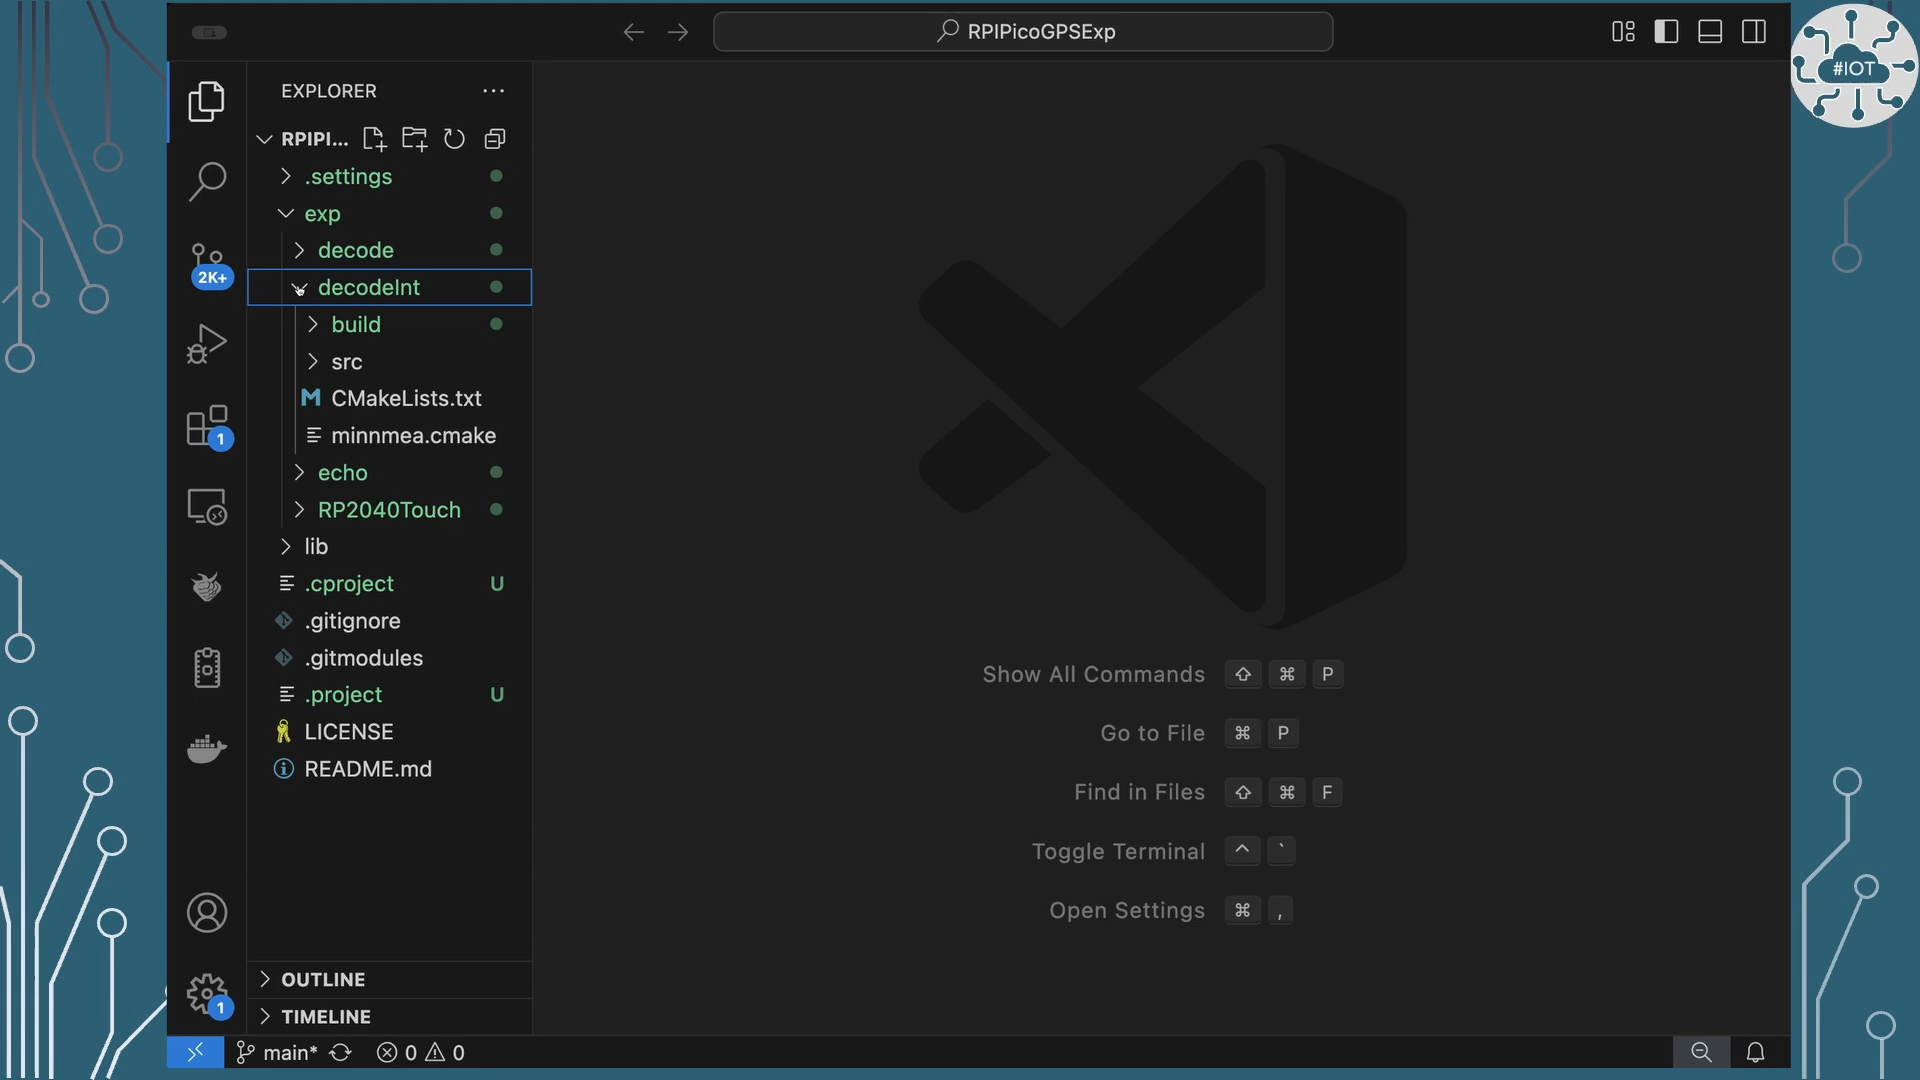 RPIPicoGPSExp
#IOT
EXPLORER
RPIPI...
.settings
exp
decode
decodeInt
2K+
build
src
CMakeLists.txt
1
minnmea.cmake
echo
RP2040Touch
lib
.cproject U
.gitignore
.gitmodules
.project U
LICENSE
README.md
Show All Commands ⇧ ⌘ P
Go to File ⌘ P
Find in Files ⇧ ⌘ F
Toggle Terminal ^ `
Open Settings ⌘ ,
OUTLINE
1
TIMELINE
main* 0 0